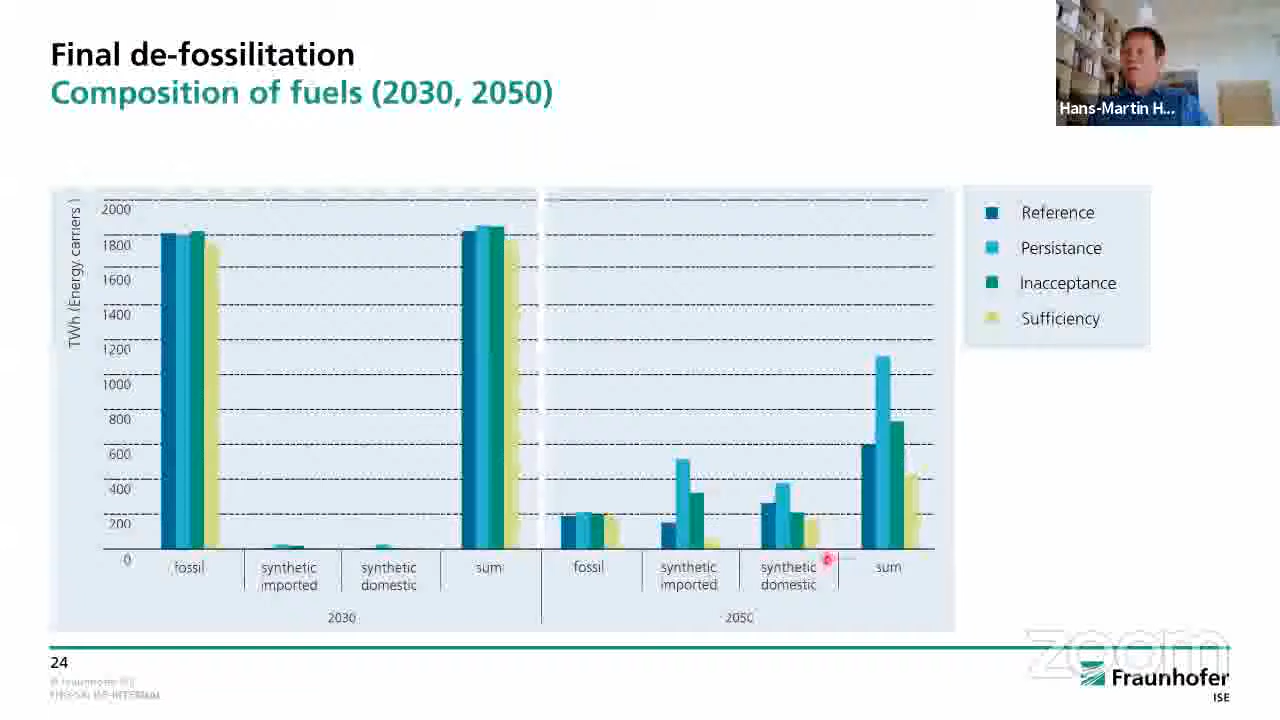 Final de-fossilitation
Composition of fuels (2030, 2050)
Hans-Martin H...
TWh (Energy carriers)
2000
1800
1600
1400
1200
1000
800
600
400
200
0
fossil
synthetic imported
synthetic domestic
sum
fossil
synthetic imported
synthetic domestic
sum
2030
2050
Reference
Persistance
Inacceptance
Sufficiency
24
zoom
Fraunhofer
ISE